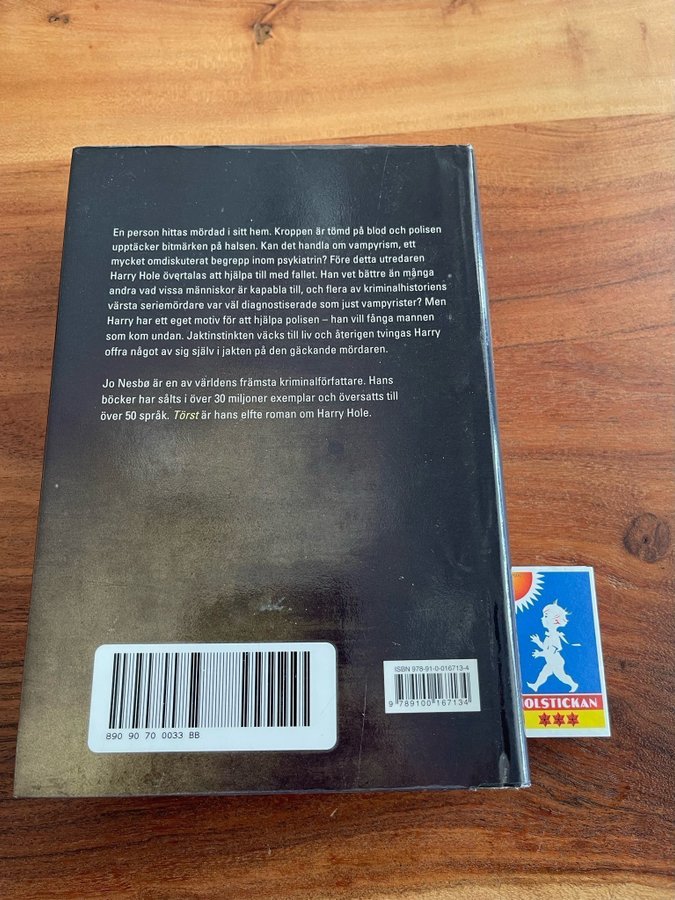 En person hittas mördad i sitt hem. Kroppen är tömd på blod och polisen
upptäcker bitmärken på halsen. Kan det handla om vampyrism, ett
mycket omdiskuterat begrepp inom psykiatrin? Före detta utredaren
Harry Hole övertalas att hjälpa till med fallet. Han vet bättre än många
andra vad vissa människor är kapabla till, och flera av kriminalhistoriens
värsta seriemördare var väl diagnostiserade som just vampyrister? Men
Harry har ett eget motiv för att hjälpa polisen – han vill fånga mannen
som kom undan. Jaktinstinkten väcks till liv och återigen tvingas Harry
offra något av sig själv i jakten på den gäckande mördaren.
Jo Nesbø är en av världens främsta kriminalförfattare. Hans
böcker har sålts i över 30 miljoner exemplar och översatts till
över 50 språk. Törst är hans elfte roman om Harry Hole.
890 90 70 0033 BB
ISBN 978-91-0-016713-4
9 789100 167134
OLSTICKAN